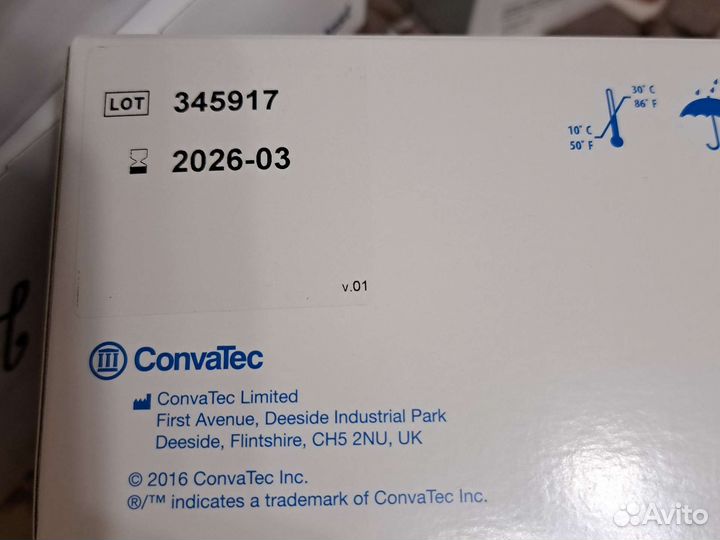 LOT 345917
2026-03
30° C
86° F
10° C
50° F
v.01
ConvaTec
ConvaTec Limited
First Avenue, Deeside Industrial Park
Deeside, Flintshire, CH5 2NU, UK
© 2016 ConvaTec Inc.
®/™ indicates a trademark of ConvaTec Inc.
Avito